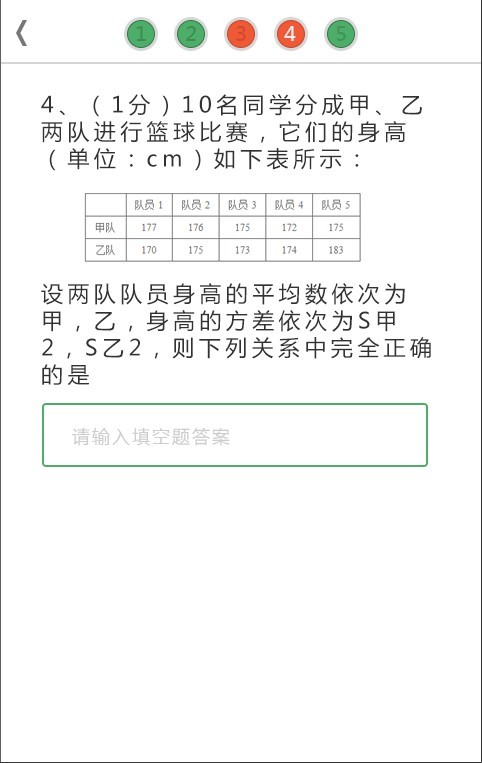 1 2 3 4 5
4、（1分）10名同学分成甲、乙
两队进行篮球比赛，它们的身高
（单位：cm）如下表所示：
队员 1 队员 2 队员 3 队员 4 队员 5
甲队 177 176 175 172 175
乙队 170 175 173 174 183
设两队队员身高的平均数依次为
甲，乙，身高的方差依次为S甲
2，S乙2，则下列关系中完全正确
的是
请输入填空题答案